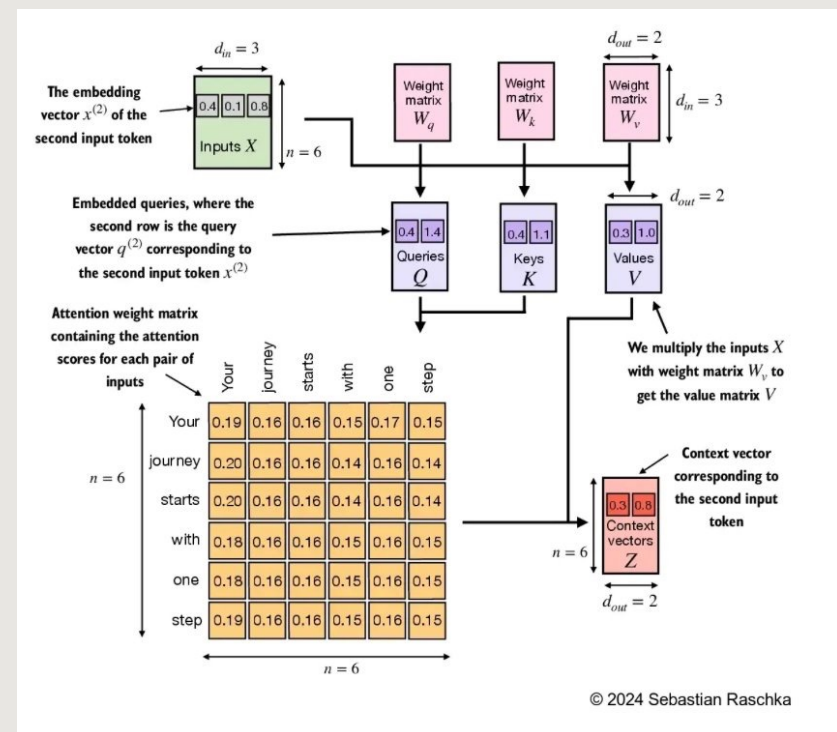 d_in = 3
The embedding
vector x^(2) of the
second input token
0.4 0.1 0.8
Inputs X
n = 6
Weight
matrix
W_q
Weight
matrix
W_k
d_out = 2
Weight
matrix
W_v
d_in = 3
Embedded queries, where the
second row is the query
vector q^(2) corresponding to
the second input token x^(2)
0.4 1.4
Queries
Q
0.4 1.1
Keys
K
d_out = 2
0.3 1.0
Values
V
We multiply the inputs X
with weight matrix W_v to
get the value matrix V
Attention weight matrix
containing the attention
scores for each pair of
inputs
Your journey starts with one step
Your 0.19 0.16 0.16 0.15 0.17 0.15
journey 0.20 0.16 0.16 0.14 0.16 0.14
starts 0.20 0.16 0.16 0.14 0.16 0.14
with 0.18 0.16 0.16 0.15 0.16 0.15
one 0.18 0.16 0.16 0.15 0.16 0.15
step 0.19 0.16 0.16 0.15 0.16 0.15
n = 6
n = 6
Context vector
corresponding to
the second input
token
0.3 0.8
Context
vectors
Z
n = 6
d_out = 2
© 2024 Sebastian Raschka